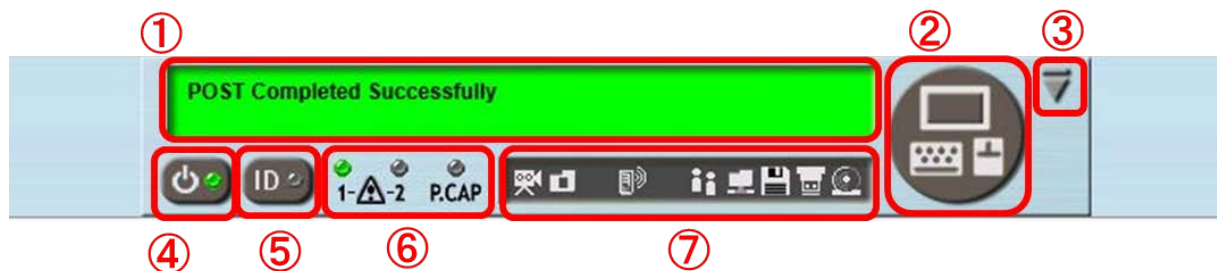 ① ② ③
POST Completed Successfully
ID 1-⚠-2 P.CAP
④ ⑤ ⑥ ⑦